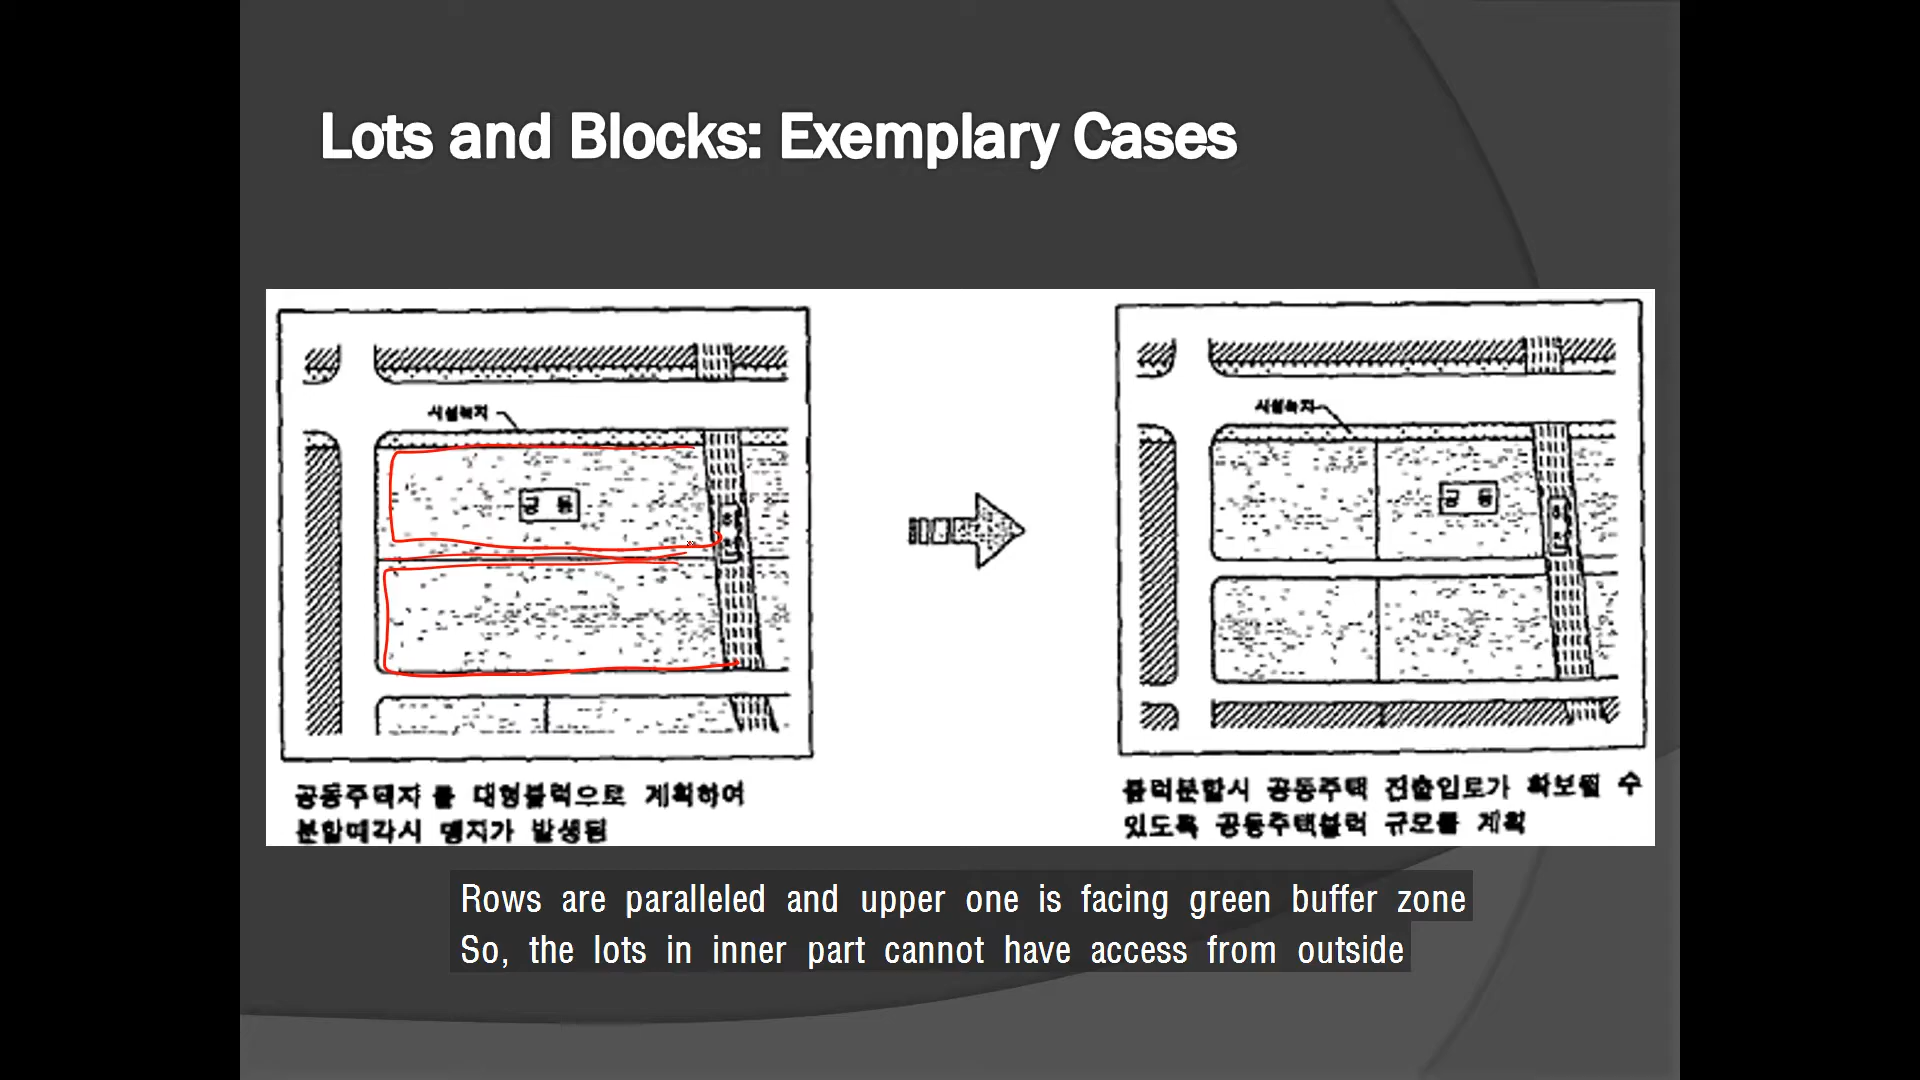 Lots and Blocks: Exemplary Cases
시설녹지
공 동
하
천
시설녹지
공 동
하
천
공동주택지를 대형블럭으로 계획하여
분할매각시 맹지가 발생됨
블럭분할시 공동주택 진출입로가 확보될 수
있도록 공동주택블럭 규모를 계획
Rows are paralleled and upper one is facing green buffer zone
So, the lots in inner part cannot have access from outside